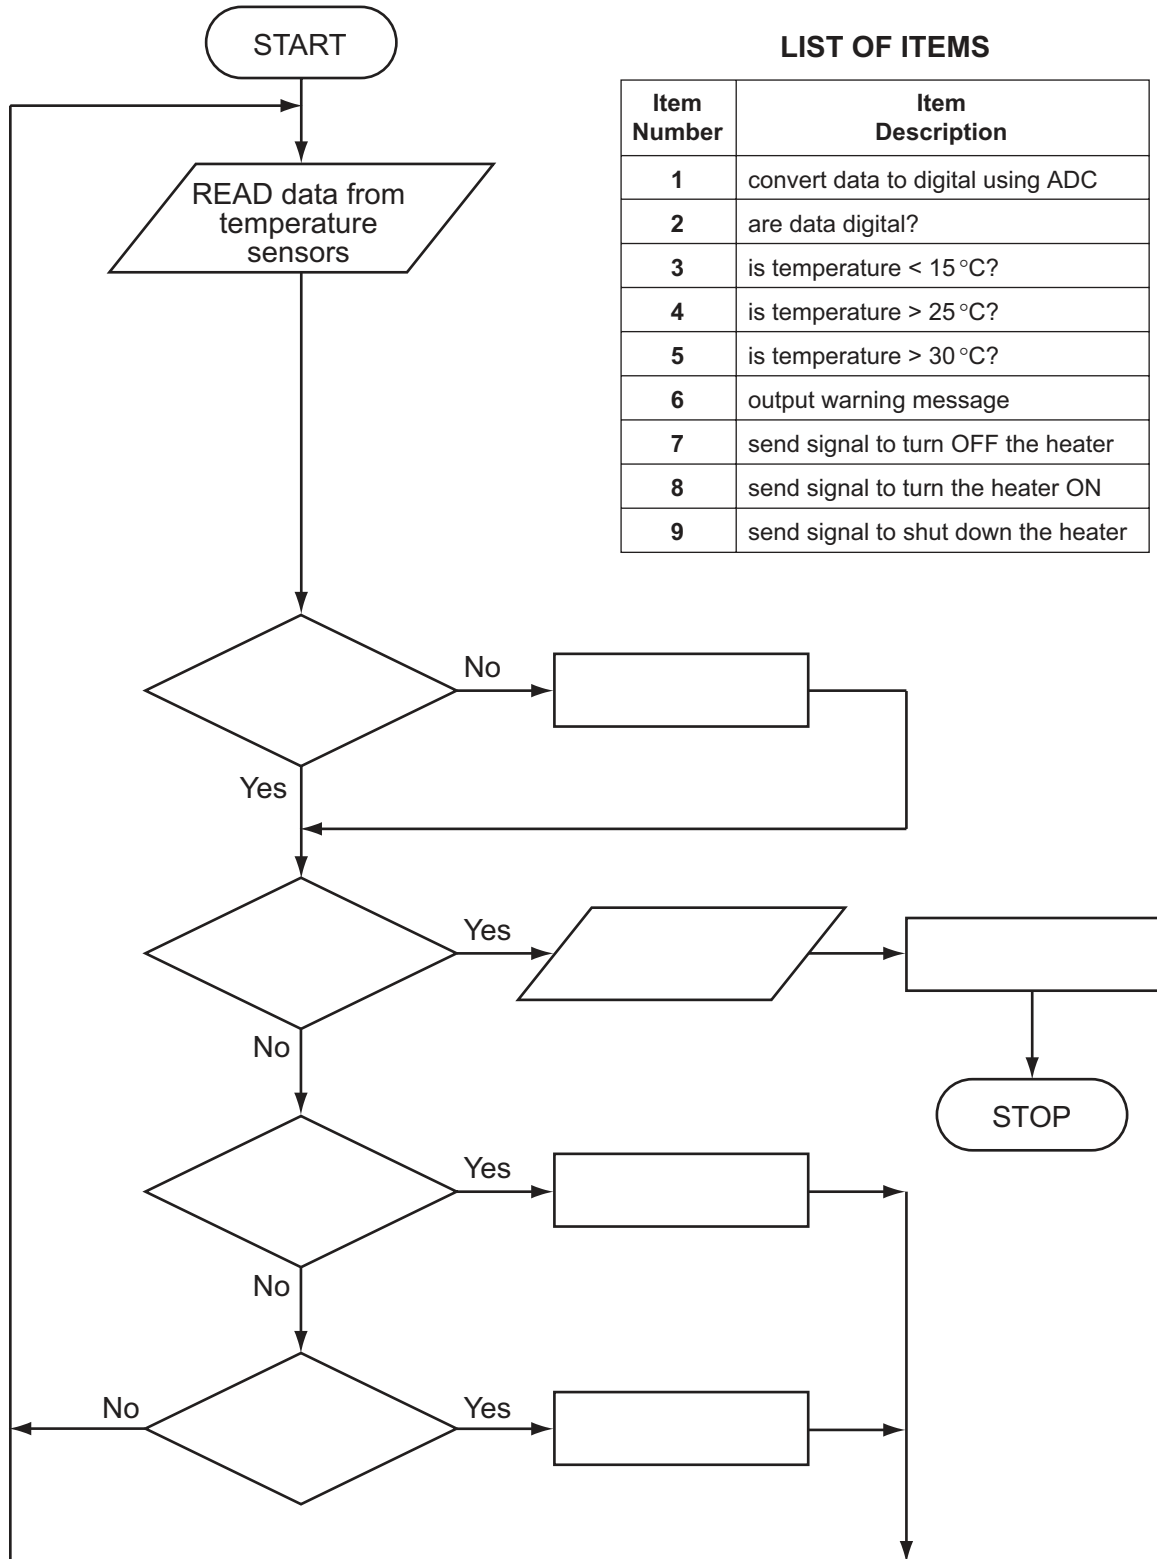 START
LIST OF ITEMS
Item Number Item Description
READ data from
temperature
sensors
1 convert data to digital using ADC
2 are data digital?
3 is temperature < 15 °C?
4 is temperature > 25 °C?
5 is temperature > 30 °C?
6 output warning message
7 send signal to turn OFF the heater
8 send signal to turn the heater ON
9 send signal to shut down the heater
No
Yes
Yes
No
STOP
Yes
No
No
Yes